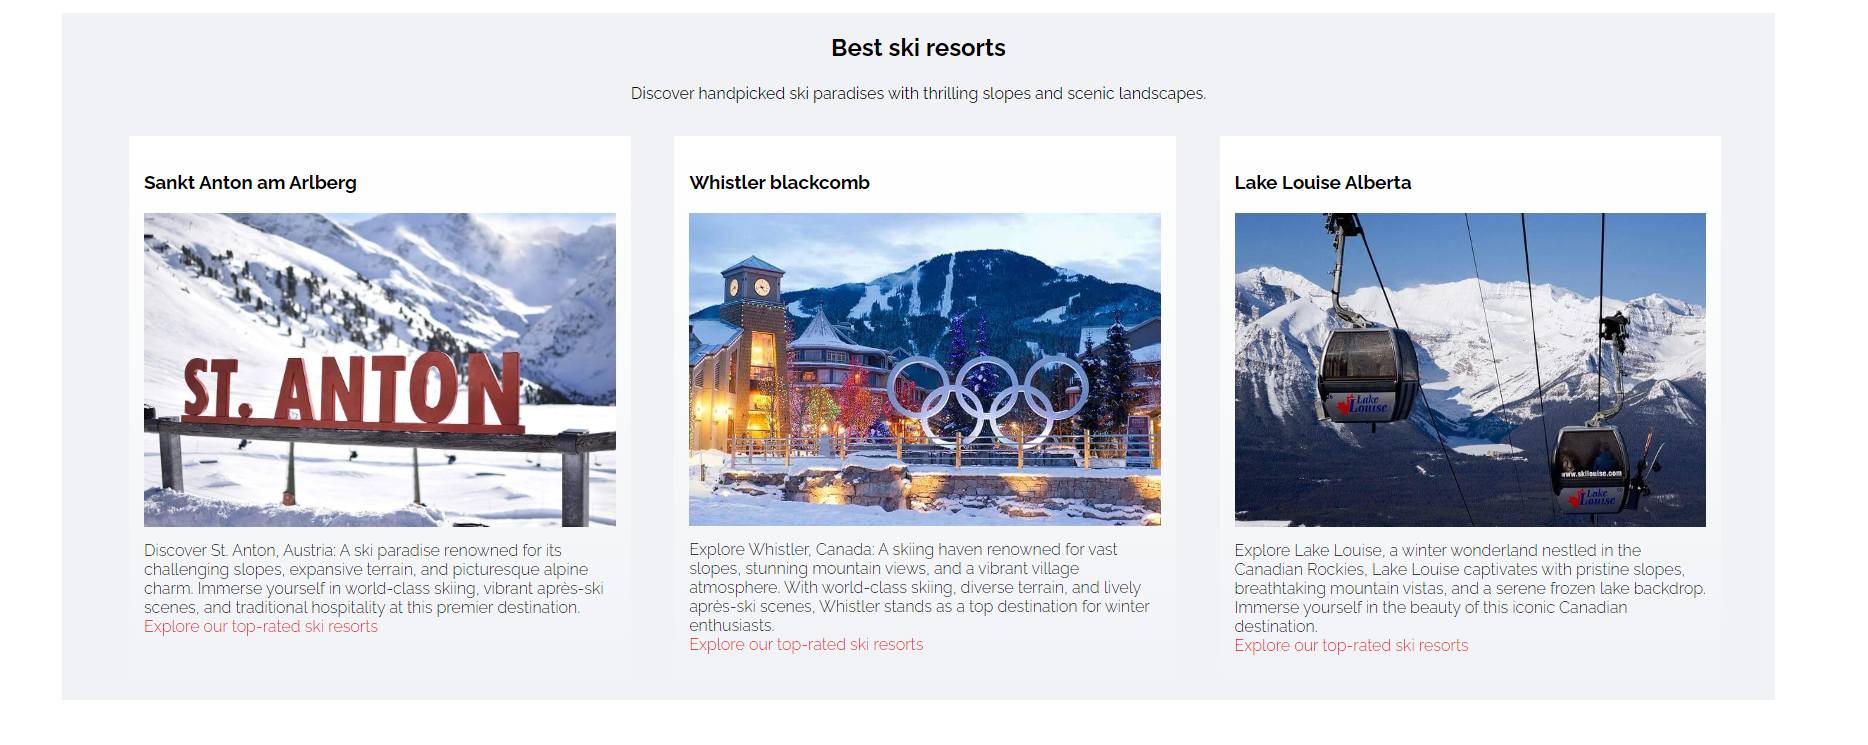 Best ski resorts
Discover handpicked ski paradises with thrilling slopes and scenic landscapes.
Sankt Anton am Arlberg
ST. ANTON
Discover St. Anton, Austria: A ski paradise renowned for its
challenging slopes, expansive terrain, and picturesque alpine
charm. Immerse yourself in world-class skiing, vibrant après-ski
scenes, and traditional hospitality at this premier destination.
Explore our top-rated ski resorts
Whistler blackcomb
Explore Whistler, Canada: A skiing haven renowned for vast
slopes, stunning mountain views, and a vibrant village
atmosphere. With world-class skiing, diverse terrain, and lively
après-ski scenes, Whistler stands as a top destination for winter
enthusiasts.
Explore our top-rated ski resorts
Lake Louise Alberta
Lake
Louise
www.skilouise.com
Lake
Louise
Explore Lake Louise, a winter wonderland nestled in the
Canadian Rockies, Lake Louise captivates with pristine slopes,
breathtaking mountain vistas, and a serene frozen lake backdrop.
Immerse yourself in the beauty of this iconic Canadian
destination.
Explore our top-rated ski resorts